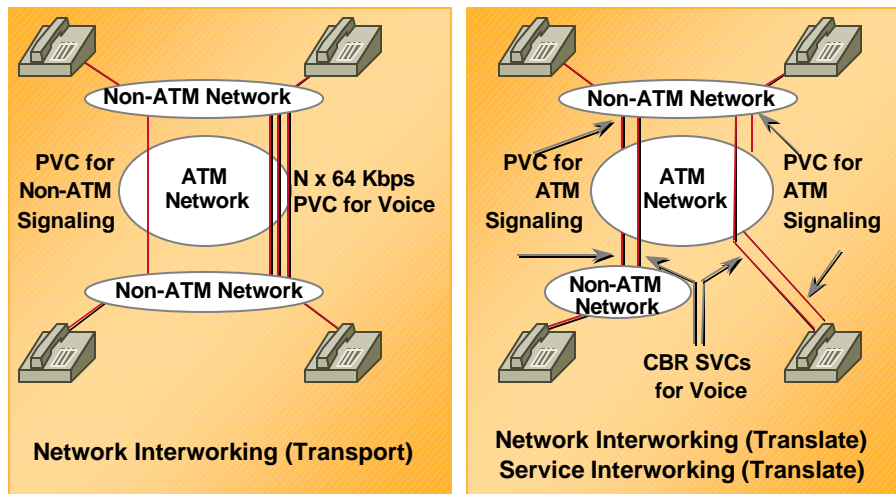 Non-ATM Network
PVC for
Non-ATM
Signaling
ATM
Network
N x 64 Kbps
PVC for Voice
Non-ATM Network
Network Interworking (Transport)
Non-ATM Network
PVC for
ATM
Signaling
ATM
Network
PVC for
ATM
Signaling
Non-ATM
Network
CBR SVCs
for Voice
Network Interworking (Translate)
Service Interworking (Translate)